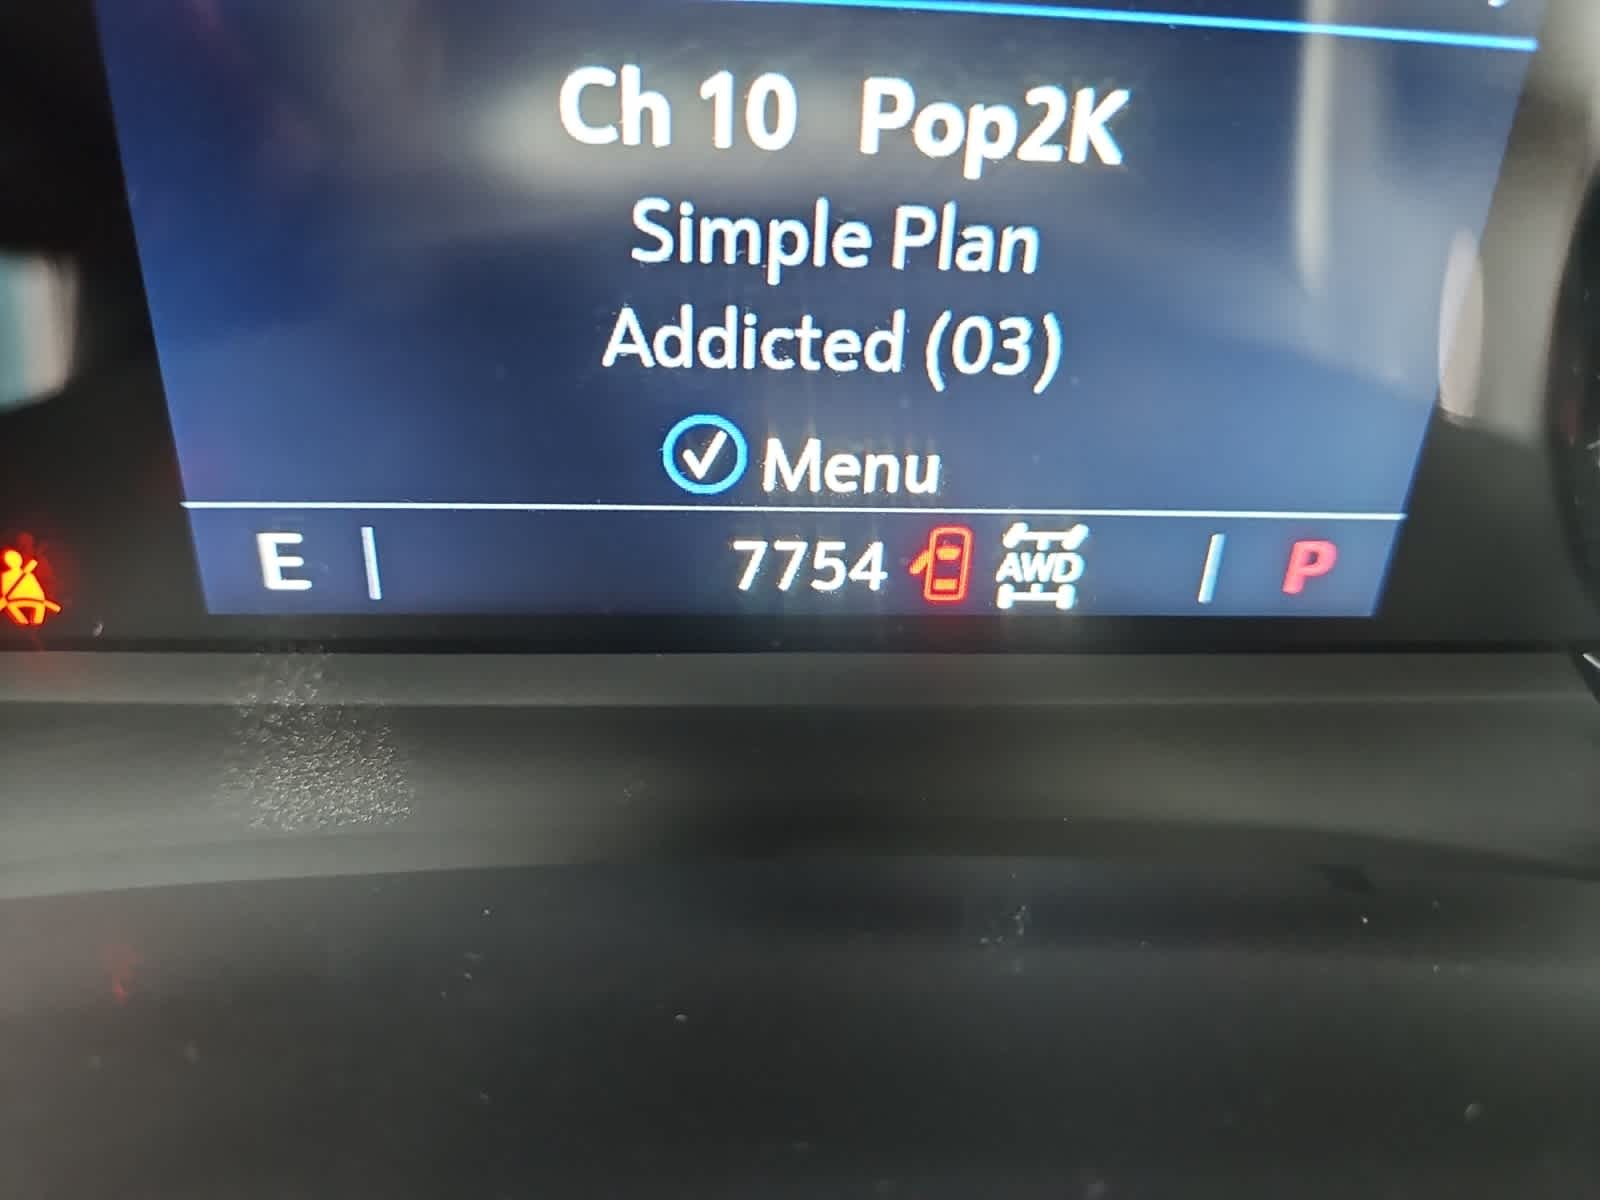 Ch 10 Pop2K
Simple Plan
Addicted (03)
Menu
E 7754 AWD P